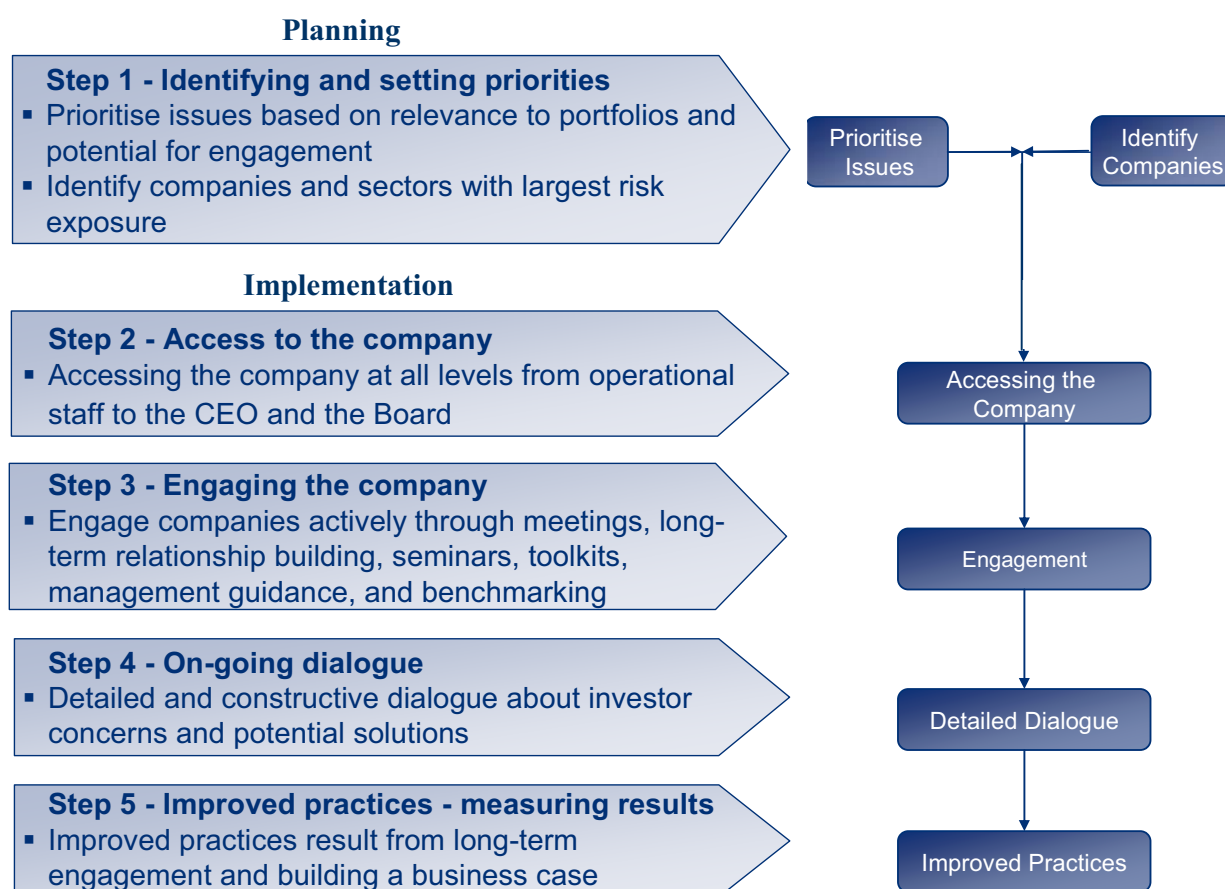 Planning
Step 1 - Identifying and setting priorities
▪ Prioritise issues based on relevance to portfolios and
potential for engagement
▪ Identify companies and sectors with largest risk
exposure
Prioritise
Issues
Identify
Companies
Implementation
Step 2 - Access to the company
▪ Accessing the company at all levels from operational
staff to the CEO and the Board
Accessing the
Company
Step 3 - Engaging the company
▪ Engage companies actively through meetings, long-
term relationship building, seminars, toolkits,
management guidance, and benchmarking
Engagement
Step 4 - On-going dialogue
▪ Detailed and constructive dialogue about investor
concerns and potential solutions
Detailed Dialogue
Step 5 - Improved practices - measuring results
▪ Improved practices result from long-term
engagement and building a business case
Improved Practices